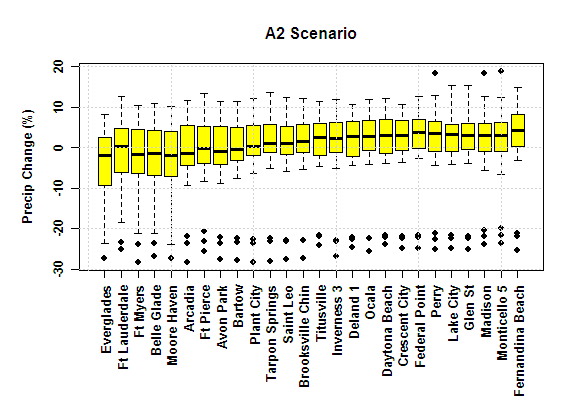 A2 Scenario
Precip Change (%)
20
10
0
-10
-20
-30
Everglades
Ft Lauderdale
Ft Myers
Belle Glade
Moore Haven
Arcadia
Ft Pierce
Avon Park
Bartow
Plant City
Tarpon Springs
Saint Leo
Brooksville Chin
Titusville
Inverness 3
Deland 1
Ocala
Daytona Beach
Crescent City
Federal Point
Perry
Lake City
Glen St
Madison
Monticello 5
Fernandina Beach